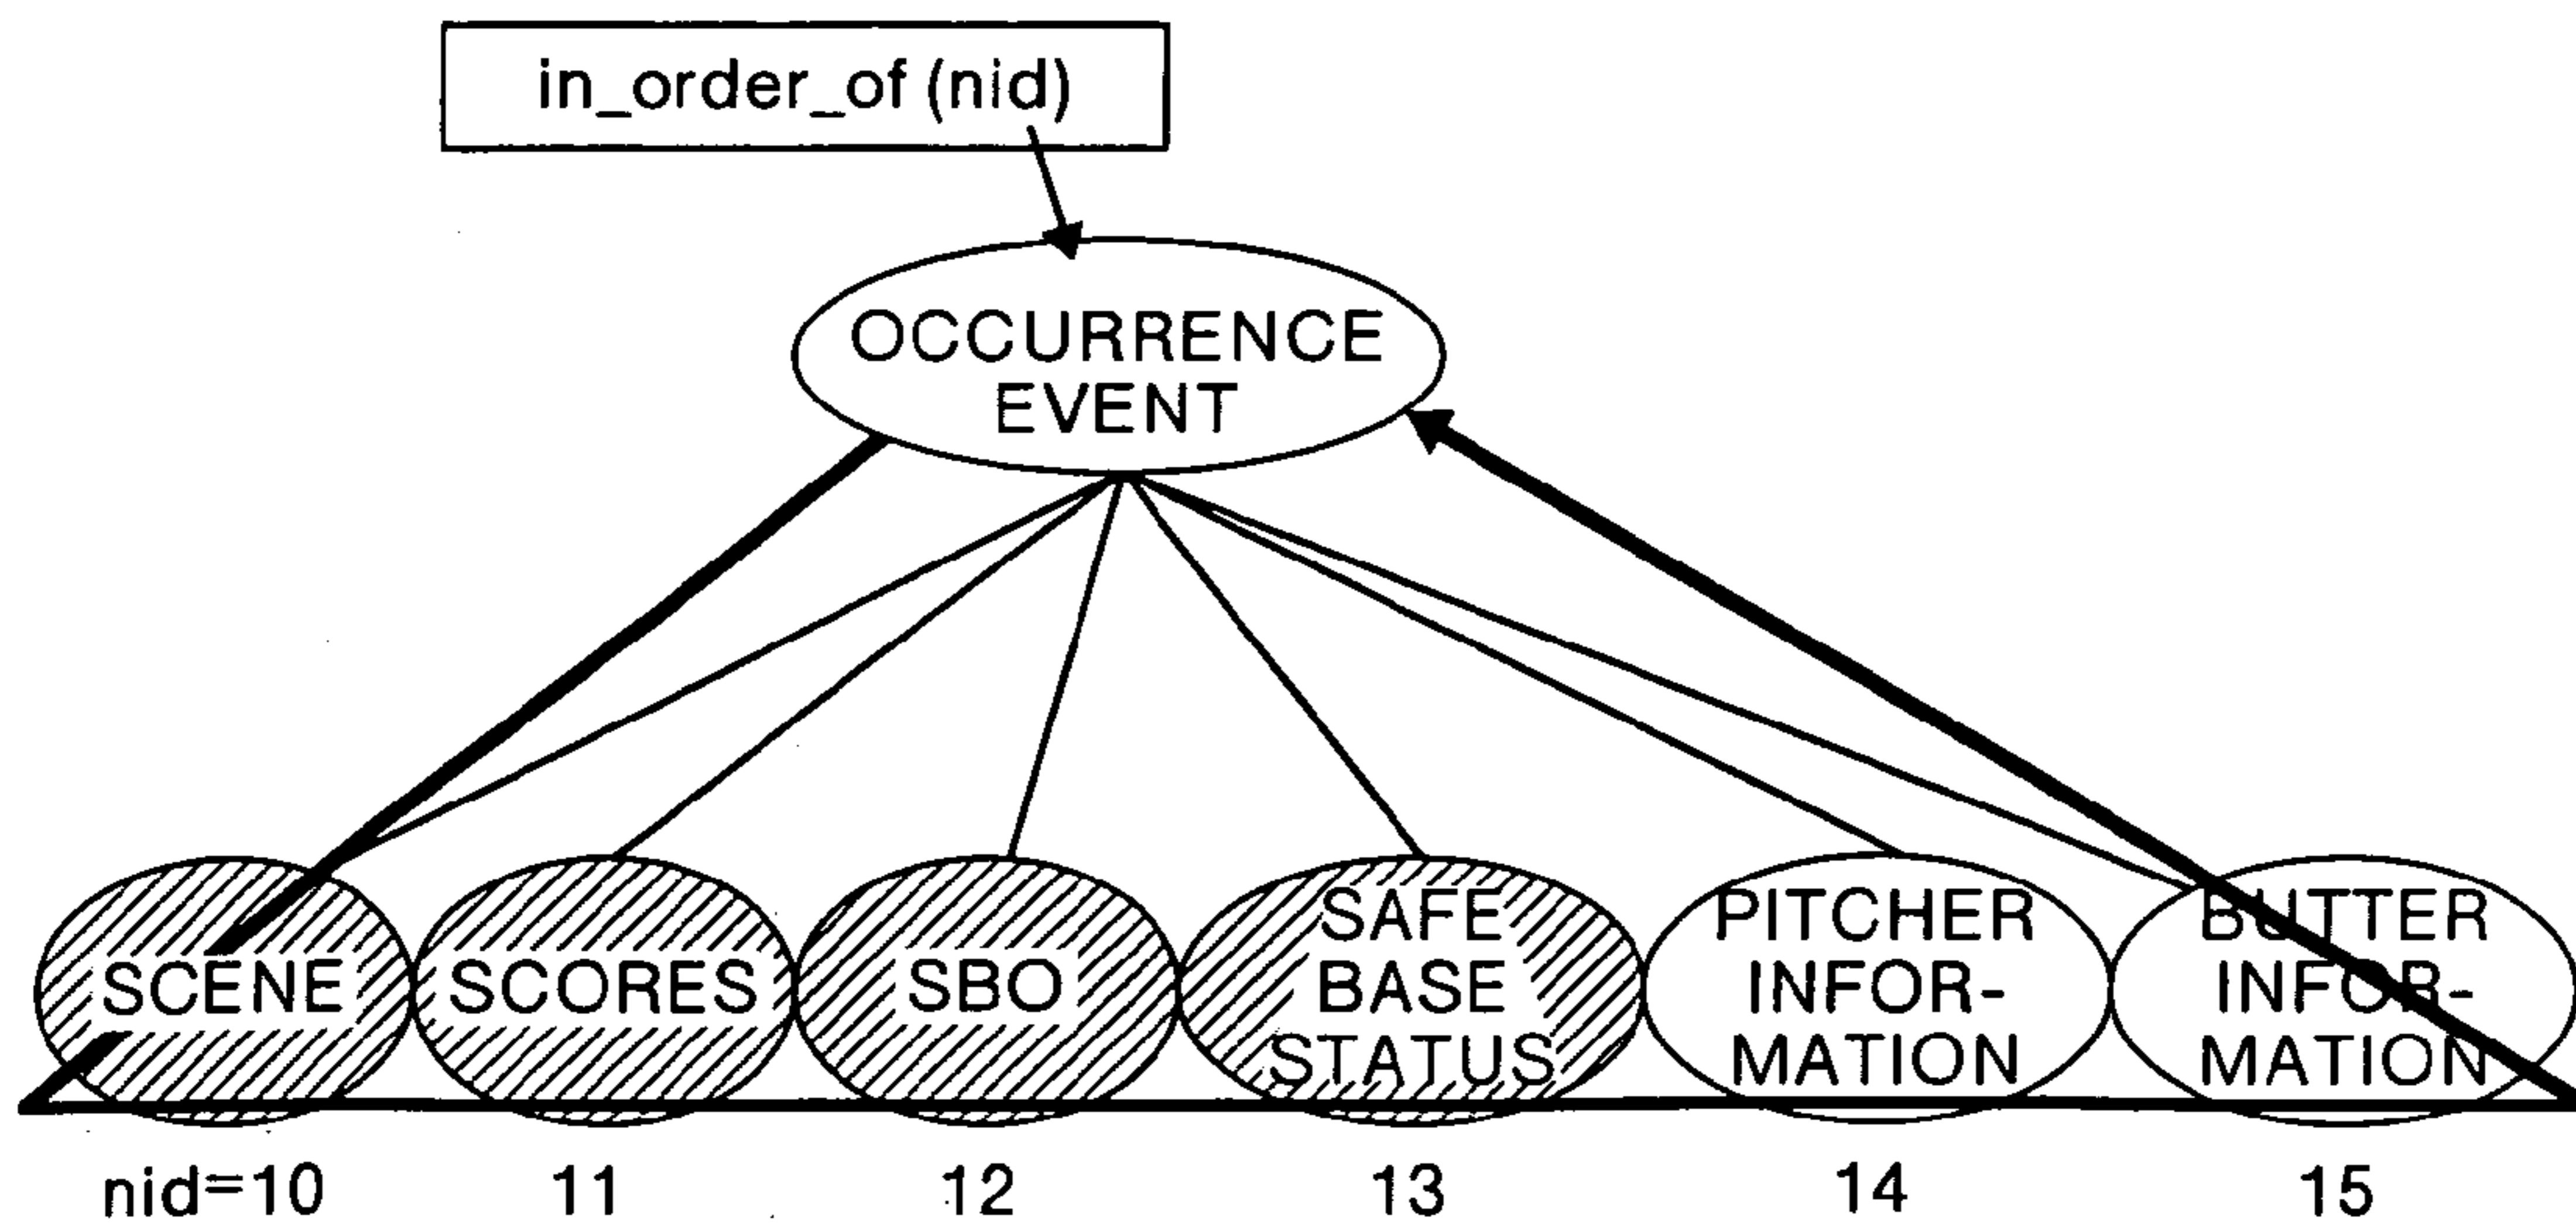 in_order_of (nid)
OCCURRENCE
EVENT
SCENE
SCORES
SBO
SAFE
BASE
STATUS
PITCHER
INFOR-
MATION
BUTTER
INFOR-
MATION
nid=10 11 12 13 14 15